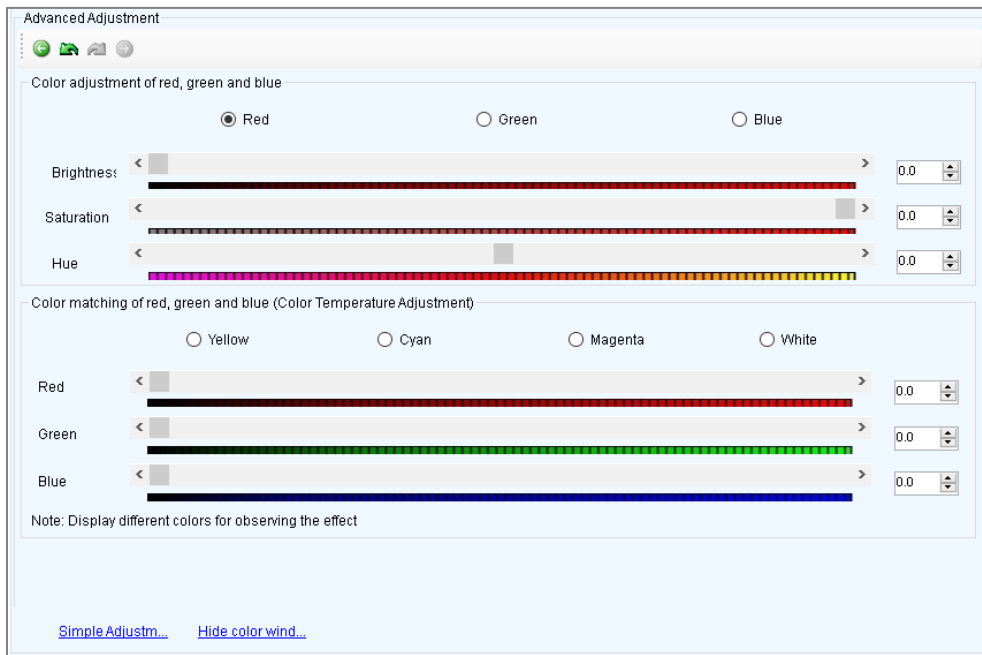 Advanced Adjustment
Color adjustment of red, green and blue
Red Green Blue
Brightness 0.0
Saturation 0.0
Hue 0.0
Color matching of red, green and blue (Color Temperature Adjustment)
Yellow Cyan Magenta White
Red 0.0
Green 0.0
Blue 0.0
Note: Display different colors for observing the effect
Simple Adjustm... Hide color wind...